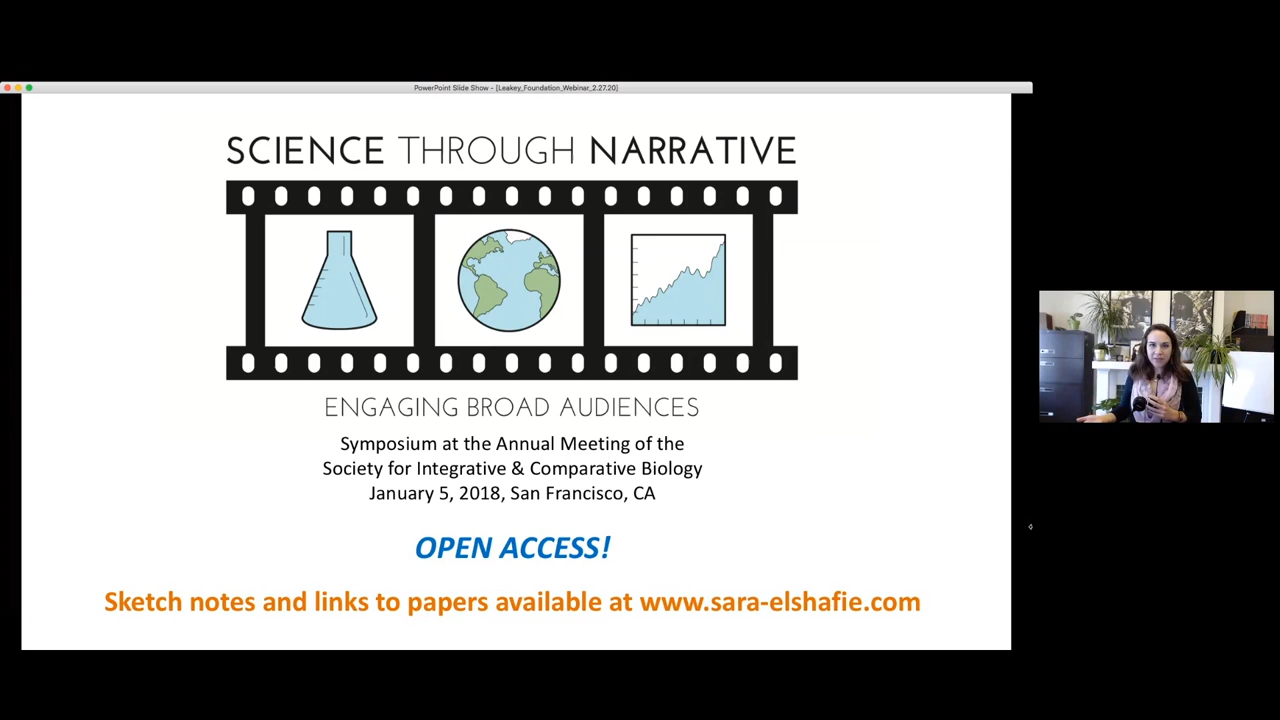 PowerPoint Slide Show - [Leakey_Foundation_Webinar_2.27.20]
SCIENCE THROUGH NARRATIVE
ENGAGING BROAD AUDIENCES
Symposium at the Annual Meeting of the
Society for Integrative & Comparative Biology
January 5, 2018, San Francisco, CA
OPEN ACCESS!
Sketch notes and links to papers available at www.sara-elshafie.com